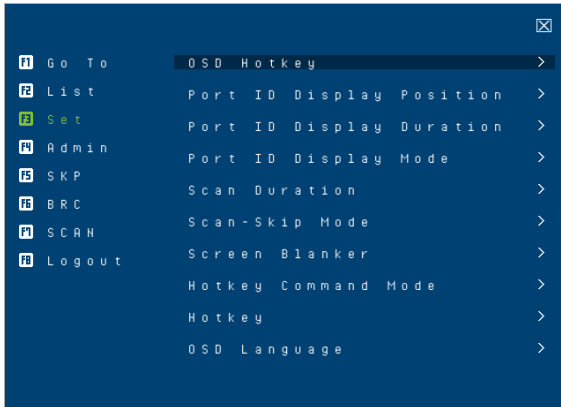 F1 Go To
F2 List
F3 Set
F4 Admin
F5 SKP
F6 BRC
F7 SCAN
F8 Logout
OSD Hotkey
Port ID Display Position
Port ID Display Duration
Port ID Display Mode
Scan Duration
Scan-Skip Mode
Screen Blanker
Hotkey Command Mode
Hotkey
OSD Language